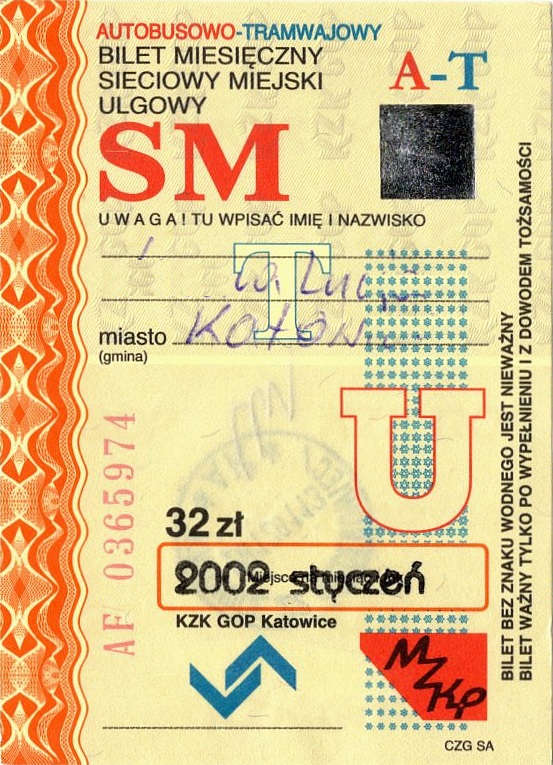 AUTOBUSOWO-TRAMWAJOWY
BILET MIESIĘCZNY
SIECIOWY MIEJSKI
ULGOWY
A-T
SM
UWAGA! TU WPISAĆ IMIĘ I NAZWISKO
T
miasto
(gmina)
U
AF 0365974
32 zł
2002 styczeń
KZK GOP Katowice
MZKP
CZG SA
BILET BEZ ZNAKU WODNEGO JEST NIEWAŻNY
BILET WAŻNY TYLKO PO WYPEŁNIENIU I Z DOWODEM TOŻSAMOŚCI